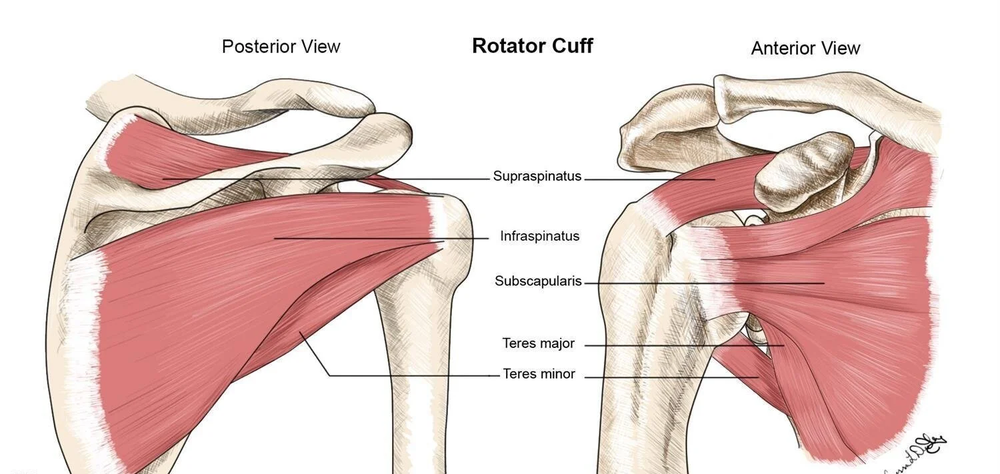 Posterior View
Rotator Cuff
Anterior View
Supraspinatus
Infraspinatus
Subscapularis
Teres major
Teres minor